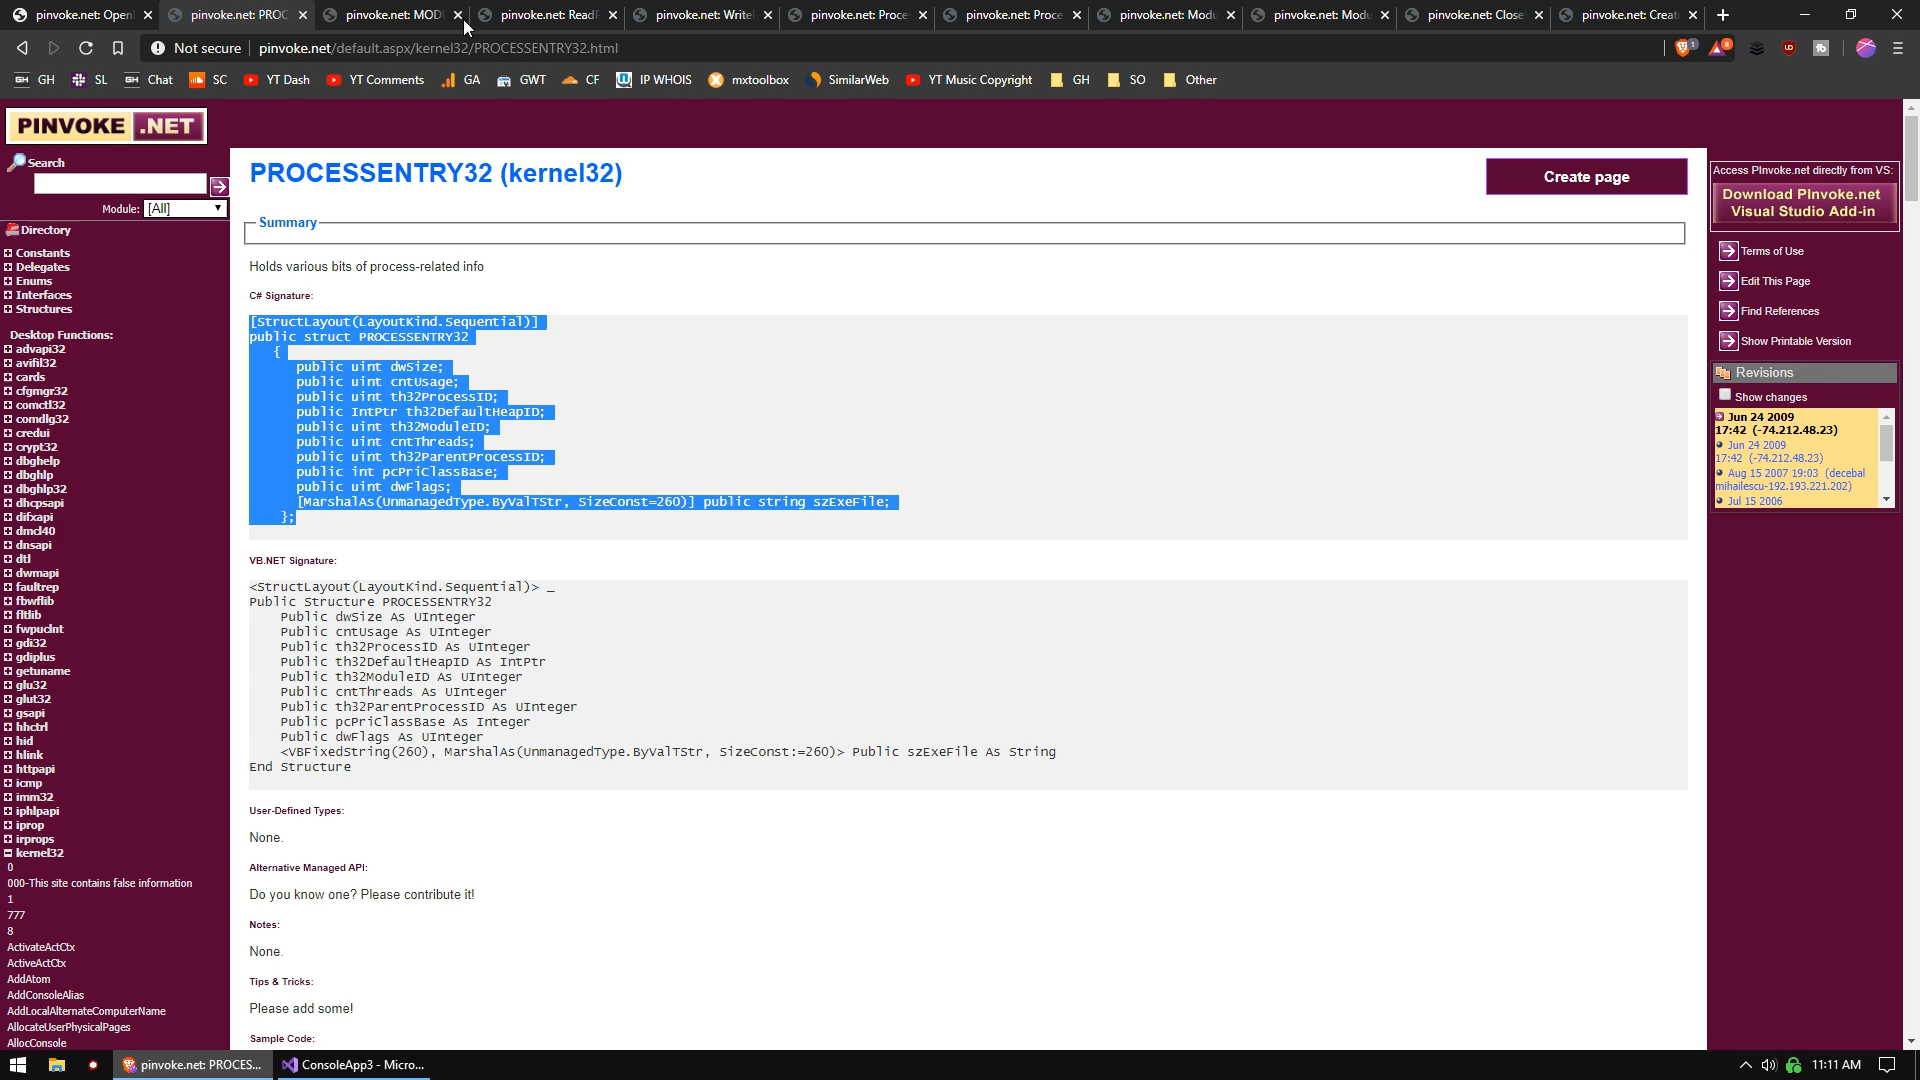 pinvoke.net: Open
pinvoke.net: PROC
pinvoke.net: MOD
pinvoke.net: ReadP
pinvoke.net: Write
pinvoke.net: Proce
pinvoke.net: Proce
pinvoke.net: Modu
pinvoke.net: Modu
pinvoke.net: Close
pinvoke.net: Creat
Not secure
pinvoke.net/default.aspx/kernel32/PROCESSENTRY32.html
GH
SL
Chat
SC
YT Dash
YT Comments
GA
GWT
CF
IP WHOIS
mxtoolbox
SimilarWeb
YT Music Copyright
GH
SO
Other
PINVOKE .NET
Search
Module: [All]
Directory
Constants
Delegates
Enums
Interfaces
Structures
Desktop Functions:
advapi32
avifil32
cards
cfgmgr32
comctl32
comdlg32
credui
crypt32
dbghelp
dbghlp
dbghlp32
dhcpsapi
difxapi
dmcl40
dnsapi
dtl
dwmapi
faultrep
fbwflib
fltlib
fwpuclnt
gdi32
gdiplus
getuname
glu32
glut32
gsapi
hhctrl
hid
hlink
httpapi
icmp
imm32
iphlpapi
iprop
irprops
kernel32
0
000-This site contains false information
1
777
8
ActivateActCtx
ActiveActCtx
AddAtom
AddConsoleAlias
AddLocalAlternateComputerName
AllocateUserPhysicalPages
AllocConsole
PROCESSENTRY32 (kernel32)
Create page
Summary
Holds various bits of process-related info
C# Signature:
[StructLayout(LayoutKind.Sequential)]
public struct PROCESSENTRY32
{
public uint dwSize;
public uint cntUsage;
public uint th32ProcessID;
public IntPtr th32DefaultHeapID;
public uint th32ModuleID;
public uint cntThreads;
public uint th32ParentProcessID;
public int pcPriClassBase;
public uint dwFlags;
[MarshalAs(UnmanagedType.ByValTStr, SizeConst=260)] public string szExeFile;
};
VB.NET Signature:
<StructLayout(LayoutKind.Sequential)> _
Public Structure PROCESSENTRY32
Public dwSize As UInteger
Public cntUsage As UInteger
Public th32ProcessID As UInteger
Public th32DefaultHeapID As IntPtr
Public th32ModuleID As UInteger
Public cntThreads As UInteger
Public th32ParentProcessID As UInteger
Public pcPriClassBase As Integer
Public dwFlags As UInteger
<VBFixedString(260), MarshalAs(UnmanagedType.ByValTStr, SizeConst:=260)> Public szExeFile As String
End Structure
User-Defined Types:
None.
Alternative Managed API:
Do you know one? Please contribute it!
Notes:
None.
Tips & Tricks:
Please add some!
Sample Code:
Access PInvoke.net directly from VS:
Download PInvoke.net
Visual Studio Add-in
Terms of Use
Edit This Page
Find References
Show Printable Version
Revisions
Show changes
Jun 24 2009
17:42 (-74.212.48.23)
Jun 24 2009
17:42 (-74.212.48.23)
Aug 15 2007 19:03 (decebal
mihailescu-192.193.221.202)
Jul 15 2006
pinvoke.net: PROCES...
ConsoleApp3 - Micro...
11:11 AM